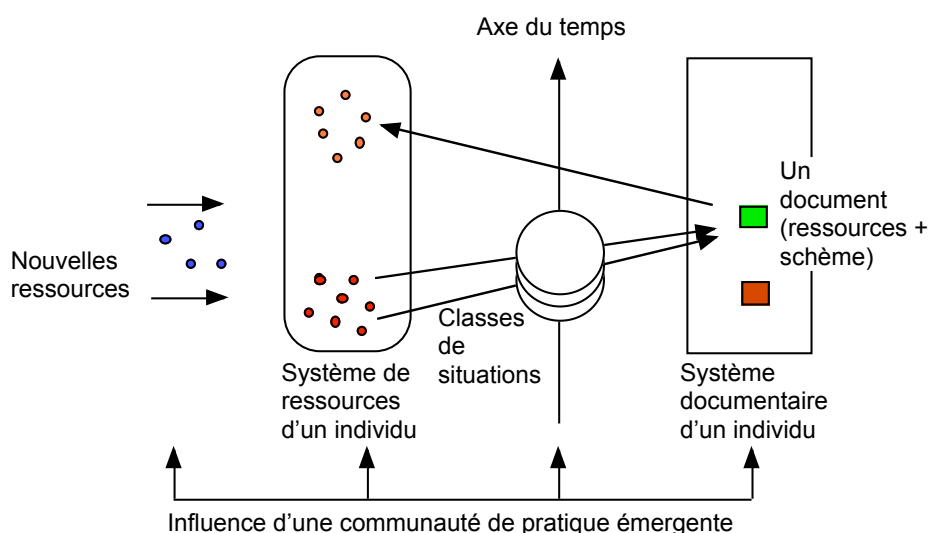 Axe du temps
Nouvelles
ressources
Un
document
(ressources +
schème)
Classes
de
situations
Système de
ressources
d’un individu
Système
documentaire
d’un individu
Influence d’une communauté de pratique émergente